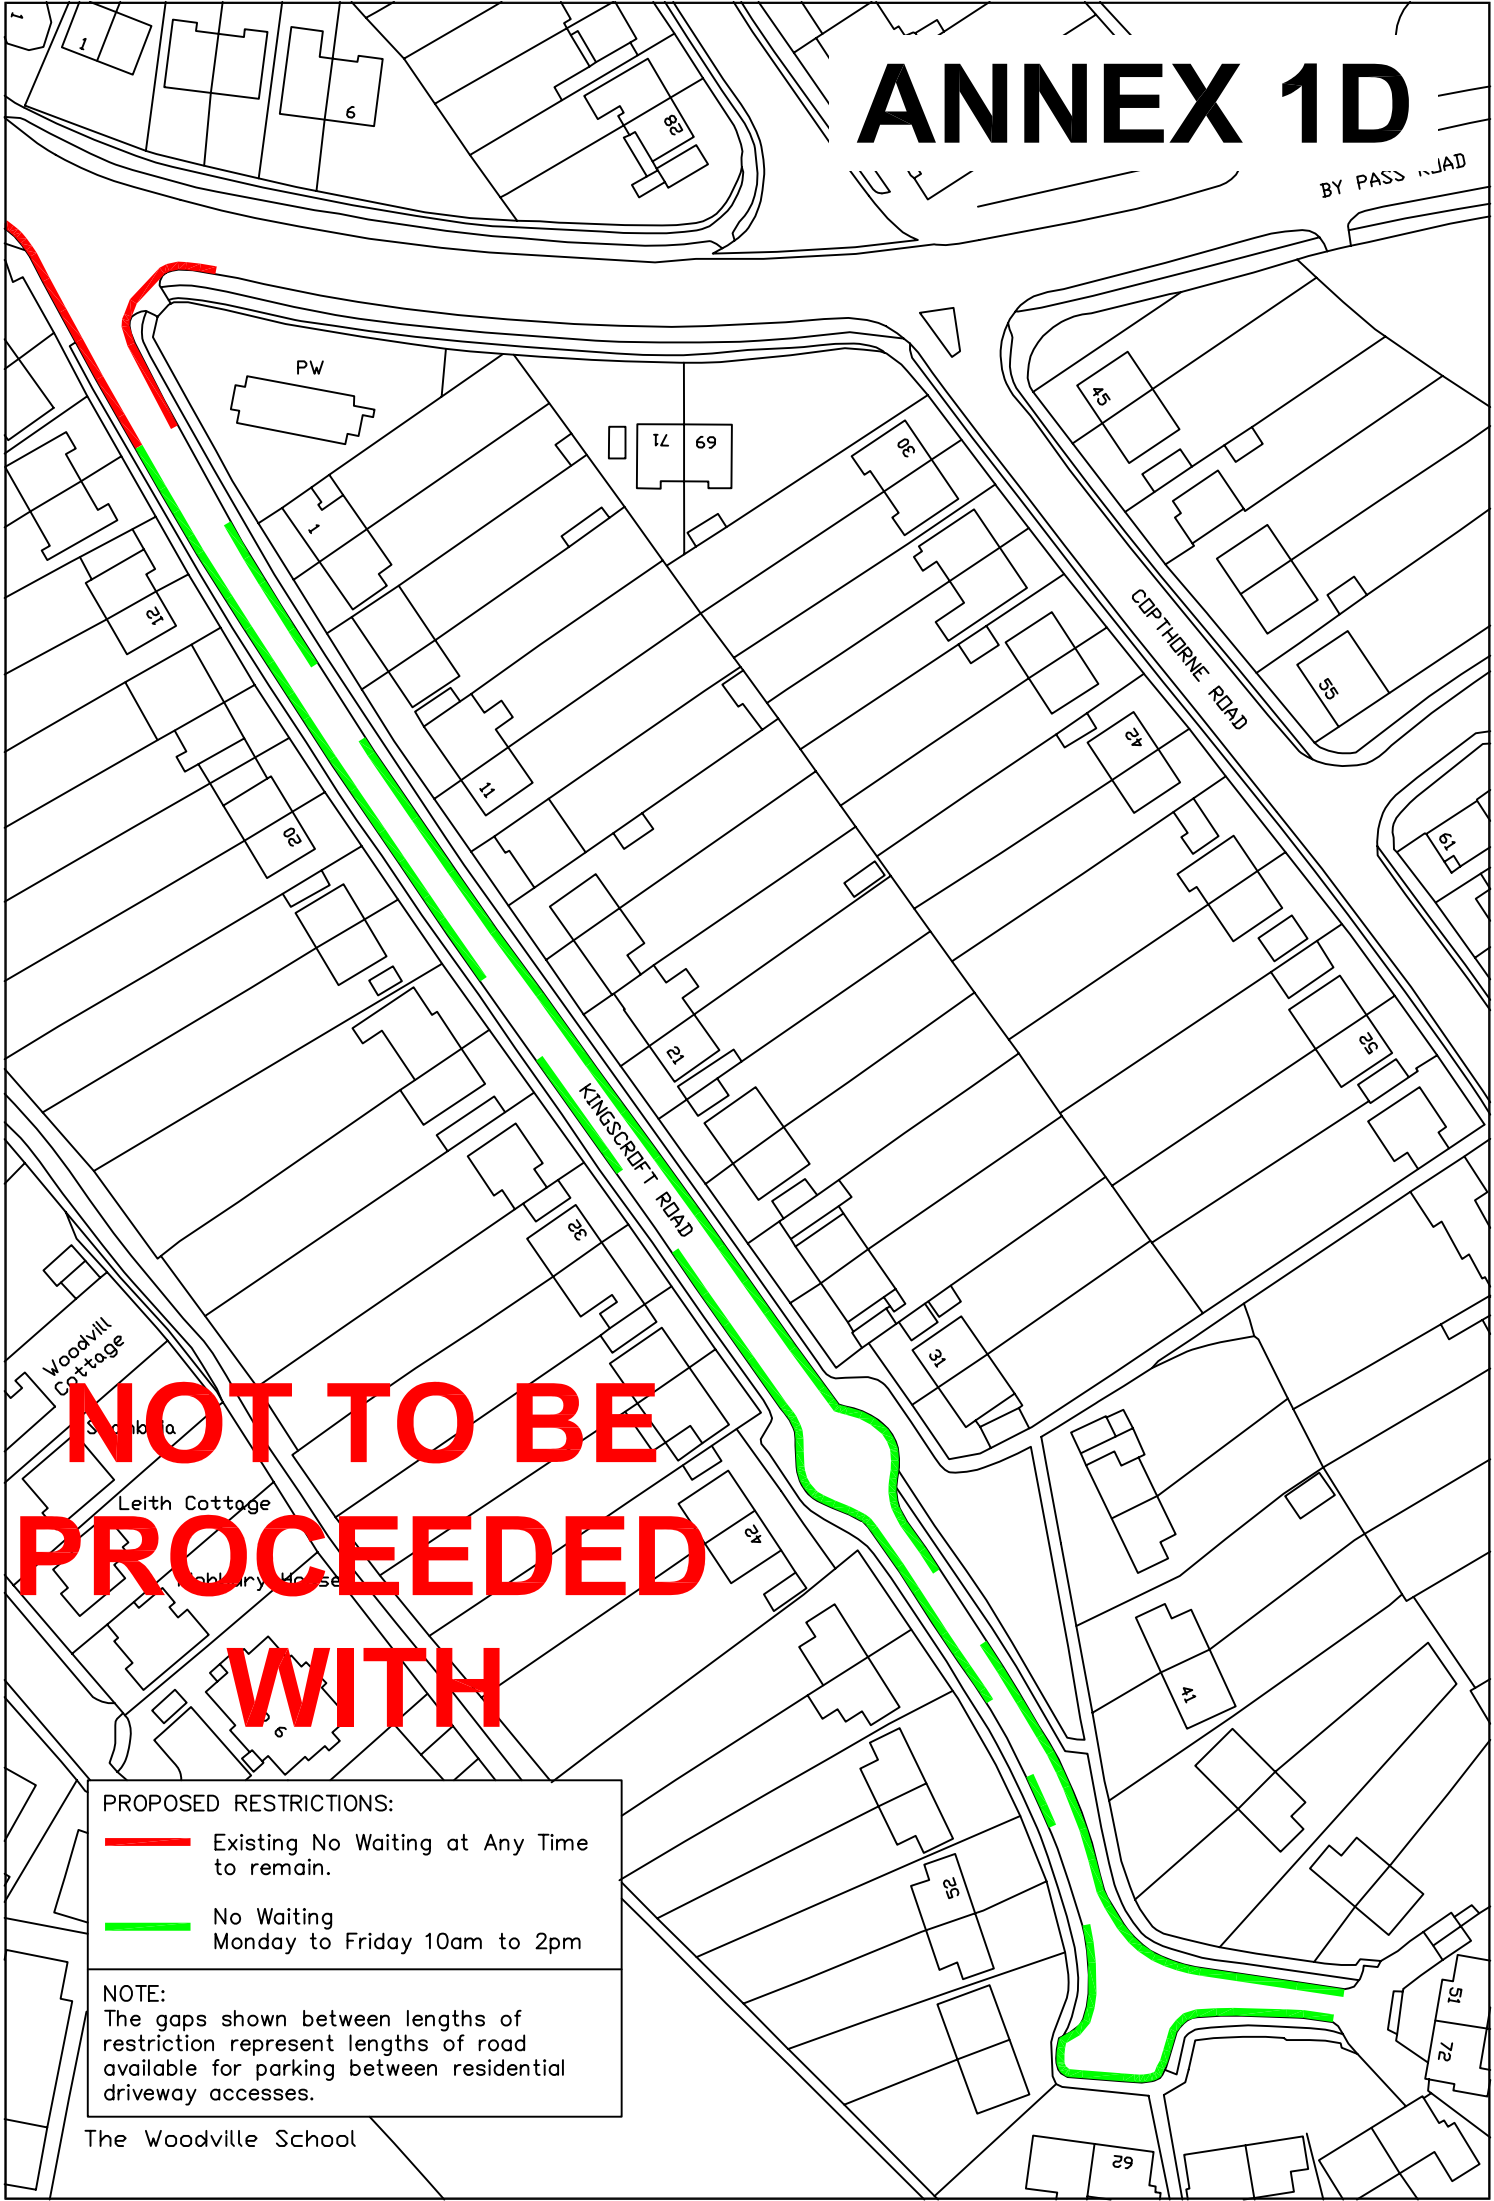 ANNEX 1D
BY PASS
1
1
6
28
PW
71
69
1
30
45
12
COPTHORNE ROAD
55
11
42
20
61
21
52
KINGSCROFT ROAD
32
31
Woodvill
Cottage
NOT TO BE
Leith Cottage
42
PROCEEDED
WITH
6
41
52
PROPOSED RESTRICTIONS:
Existing No Waiting at Any Time
to remain.
No Waiting
Monday to Friday 10am to 2pm
NOTE:
The gaps shown between lengths of
restriction represent lengths of road
available for parking between residential
driveway accesses.
51
72
The Woodville School
62